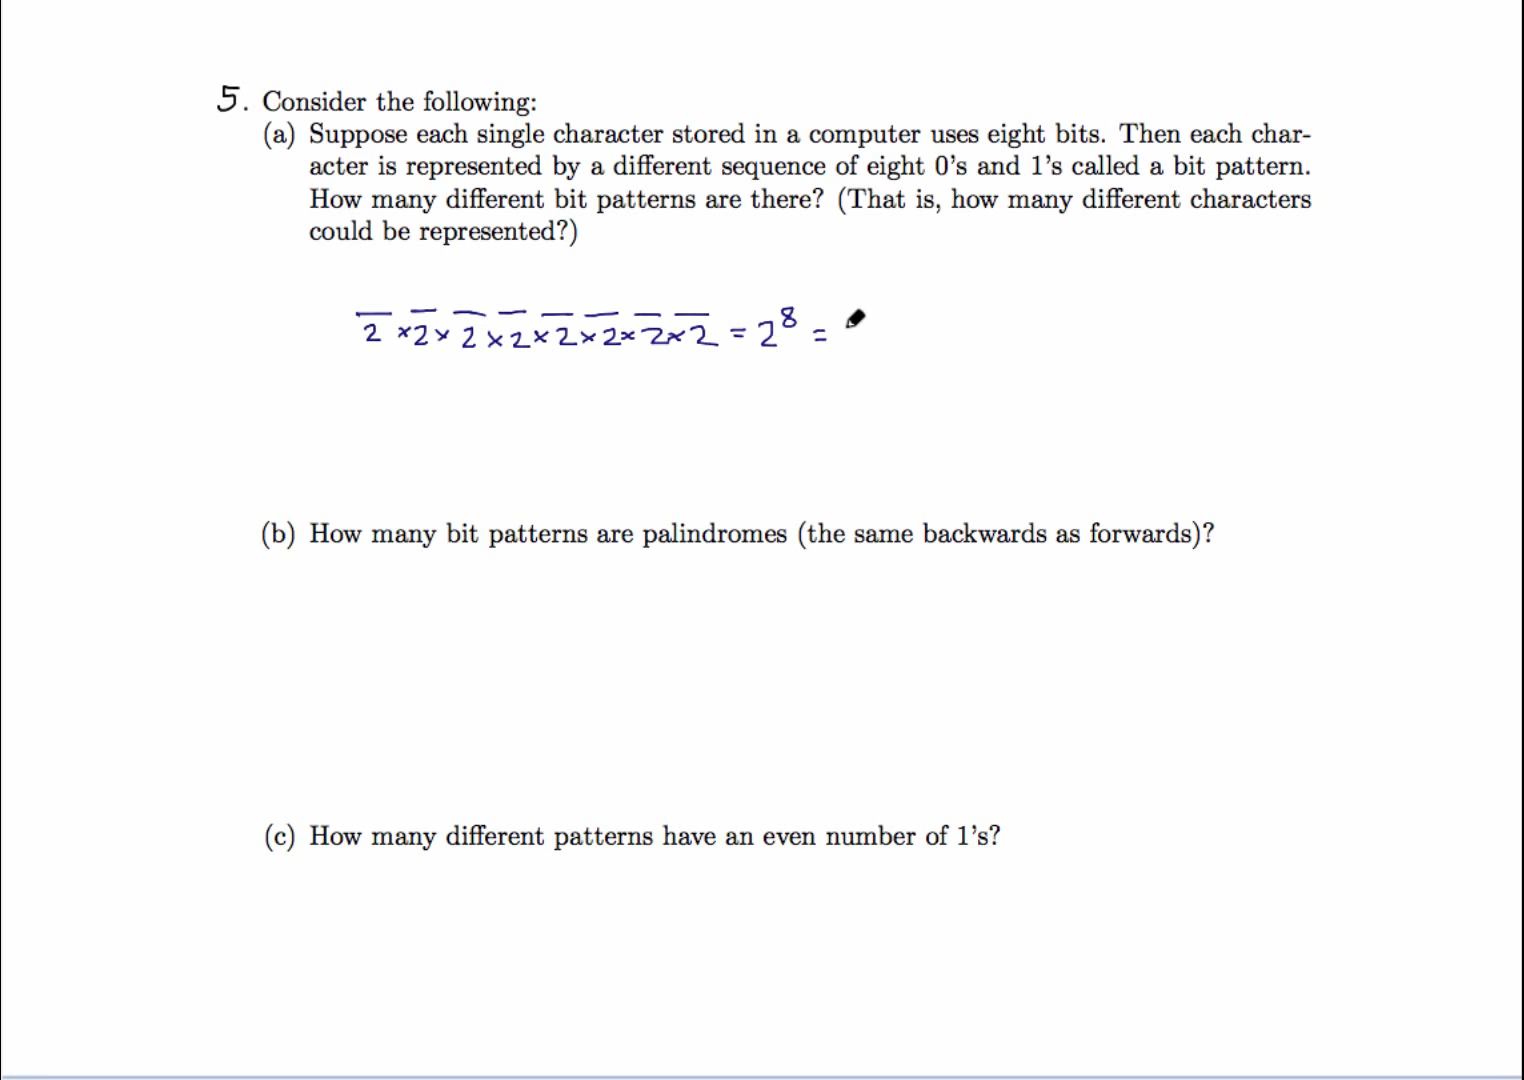 5. Consider the following:
(a) Suppose each single character stored in a computer uses eight bits. Then each char-
acter is represented by a different sequence of eight 0's and 1's called a bit pattern.
How many different bit patterns are there? (That is, how many different characters
could be represented?)
2 × 2 × 2 × 2 × 2 × 2 × 2 × 2 = 2⁸ =
(b) How many bit patterns are palindromes (the same backwards as forwards)?
(c) How many different patterns have an even number of 1's?